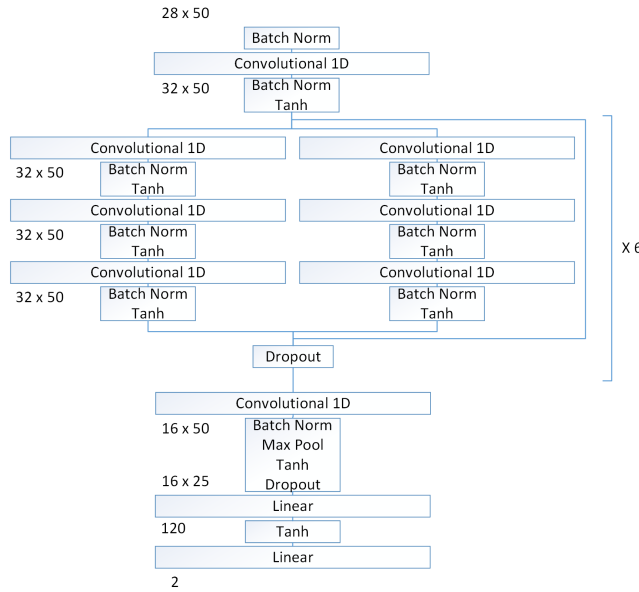 28 x 50
Batch Norm
Convolutional 1D
32 x 50
Batch Norm
Tanh
Convolutional 1D
Convolutional 1D
32 x 50
Batch Norm
Tanh
Batch Norm
Tanh
Convolutional 1D
Convolutional 1D
32 x 50
Batch Norm
Tanh
Batch Norm
Tanh
X 6
Convolutional 1D
Convolutional 1D
32 x 50
Batch Norm
Tanh
Batch Norm
Tanh
Dropout
Convolutional 1D
16 x 50
Batch Norm
Max Pool
Tanh
16 x 25
Dropout
Linear
120
Tanh
Linear
2